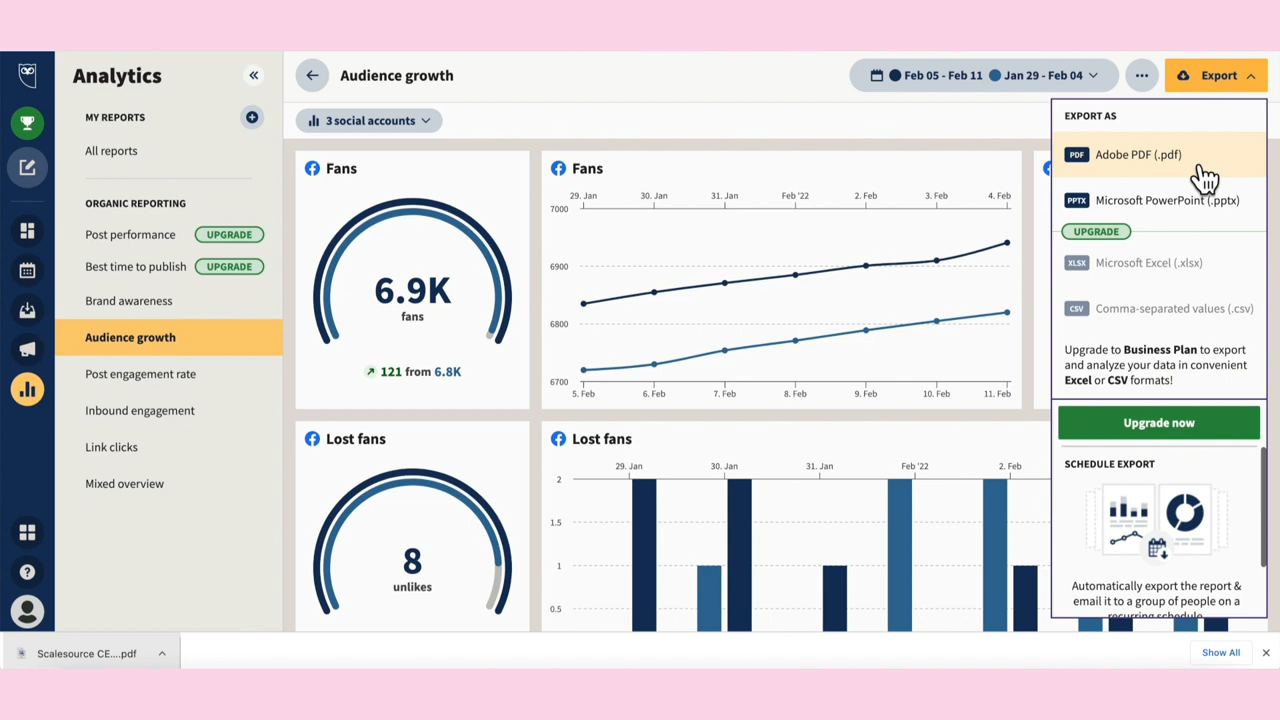 Analytics
MY REPORTS
All reports
ORGANIC REPORTING
Post performance UPGRADE
Best time to publish UPGRADE
Brand awareness
Audience growth
Post engagement rate
Inbound engagement
Link clicks
Mixed overview
Audience growth
Feb 05 - Feb 11 Jan 29 - Feb 04
Export
3 social accounts
Fans
6.9K
fans
121 from 6.8K
Fans
29. Jan 30. Jan 31. Jan Feb '22 2. Feb 3. Feb 4. Feb
7000
6900
6800
6700
5. Feb 6. Feb 7. Feb 8. Feb 9. Feb 10. Feb 11. Feb
Lost fans
8
unlikes
Lost fans
29. Jan 30. Jan 31. Jan Feb '22 2. Feb
2
1.5
1
0.5
EXPORT AS
PDF Adobe PDF (.pdf)
PPTX Microsoft PowerPoint (.pptx)
UPGRADE
XLSX Microsoft Excel (.xlsx)
CSV Comma-separated values (.csv)
Upgrade to Business Plan to export
and analyze your data in convenient
Excel or CSV formats!
Upgrade now
SCHEDULE EXPORT
Automatically export the report &
email it to a group of people on a
recurring schedule
Scalesource CE....pdf
Show All